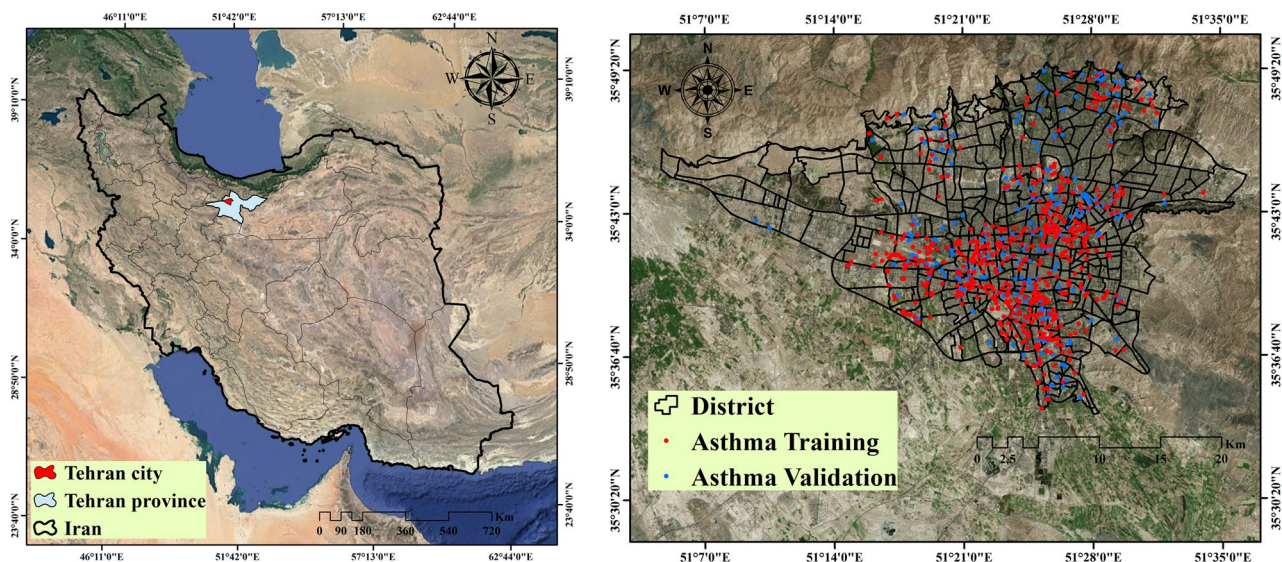 46°11'0"E 51°42'0"E 57°13'0"E 62°44'0"E
39°10'0"N 34°0'0"N 28°50'0"N 23°40'0"N
N
W E
S
39°10'0"N 34°0'0"N 28°50'0"N 23°40'0"N
Tehran city
Tehran province
Iran
Km
0 90 180 360 540 720
46°11'0"E 51°42'0"E 57°13'0"E 62°44'0"E
51°7'0"E 51°14'0"E 51°21'0"E 51°28'0"E 51°35'0"E
35°49'20"N 35°43'0"N 35°36'40"N 35°30'20"N
N
W E
S
35°49'20"N 35°43'0"N 35°36'40"N 35°30'20"N
District
Asthma Training
Asthma Validation
Km
0 2.5 5 10 15 20
51°7'0"E 51°14'0"E 51°21'0"E 51°28'0"E 51°35'0"E